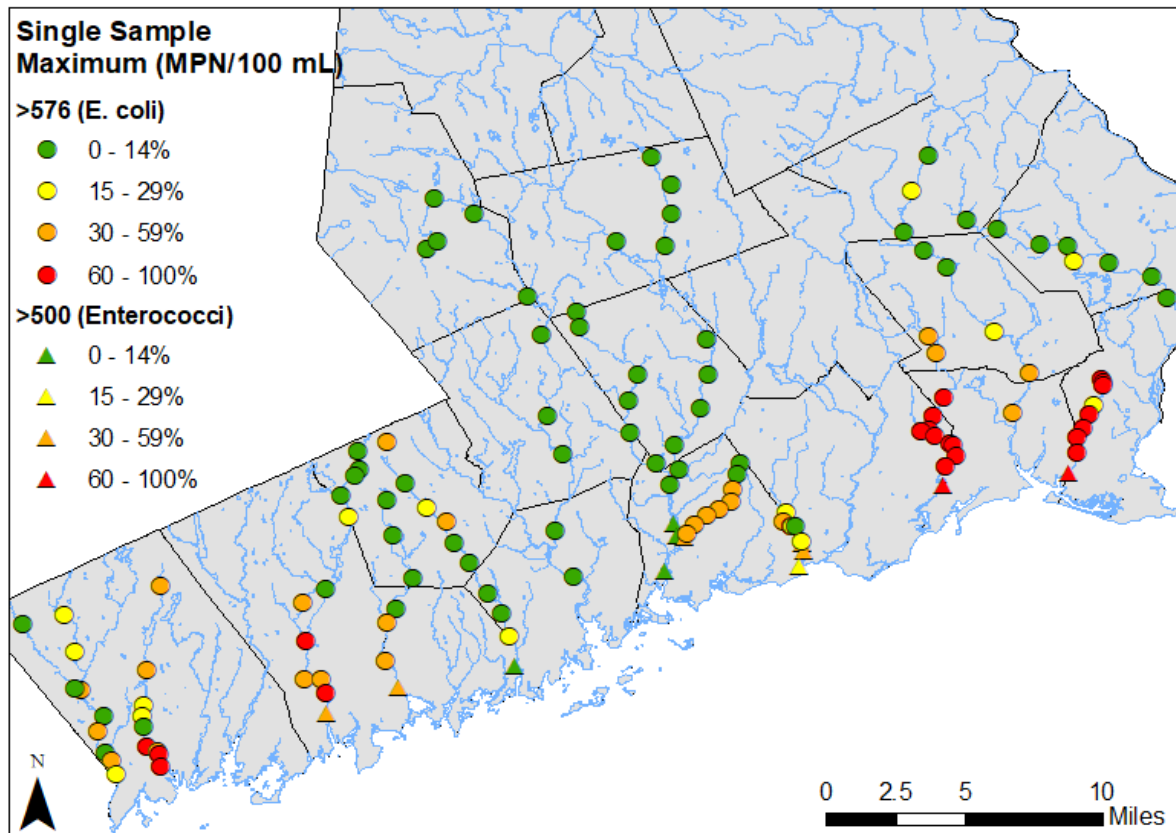 Single Sample
Maximum (MPN/100 mL)
>576 (E. coli)
0 - 14%
15 - 29%
30 - 59%
60 - 100%
>500 (Enterococci)
0 - 14%
15 - 29%
30 - 59%
60 - 100%
N
0 2.5 5 10
Miles